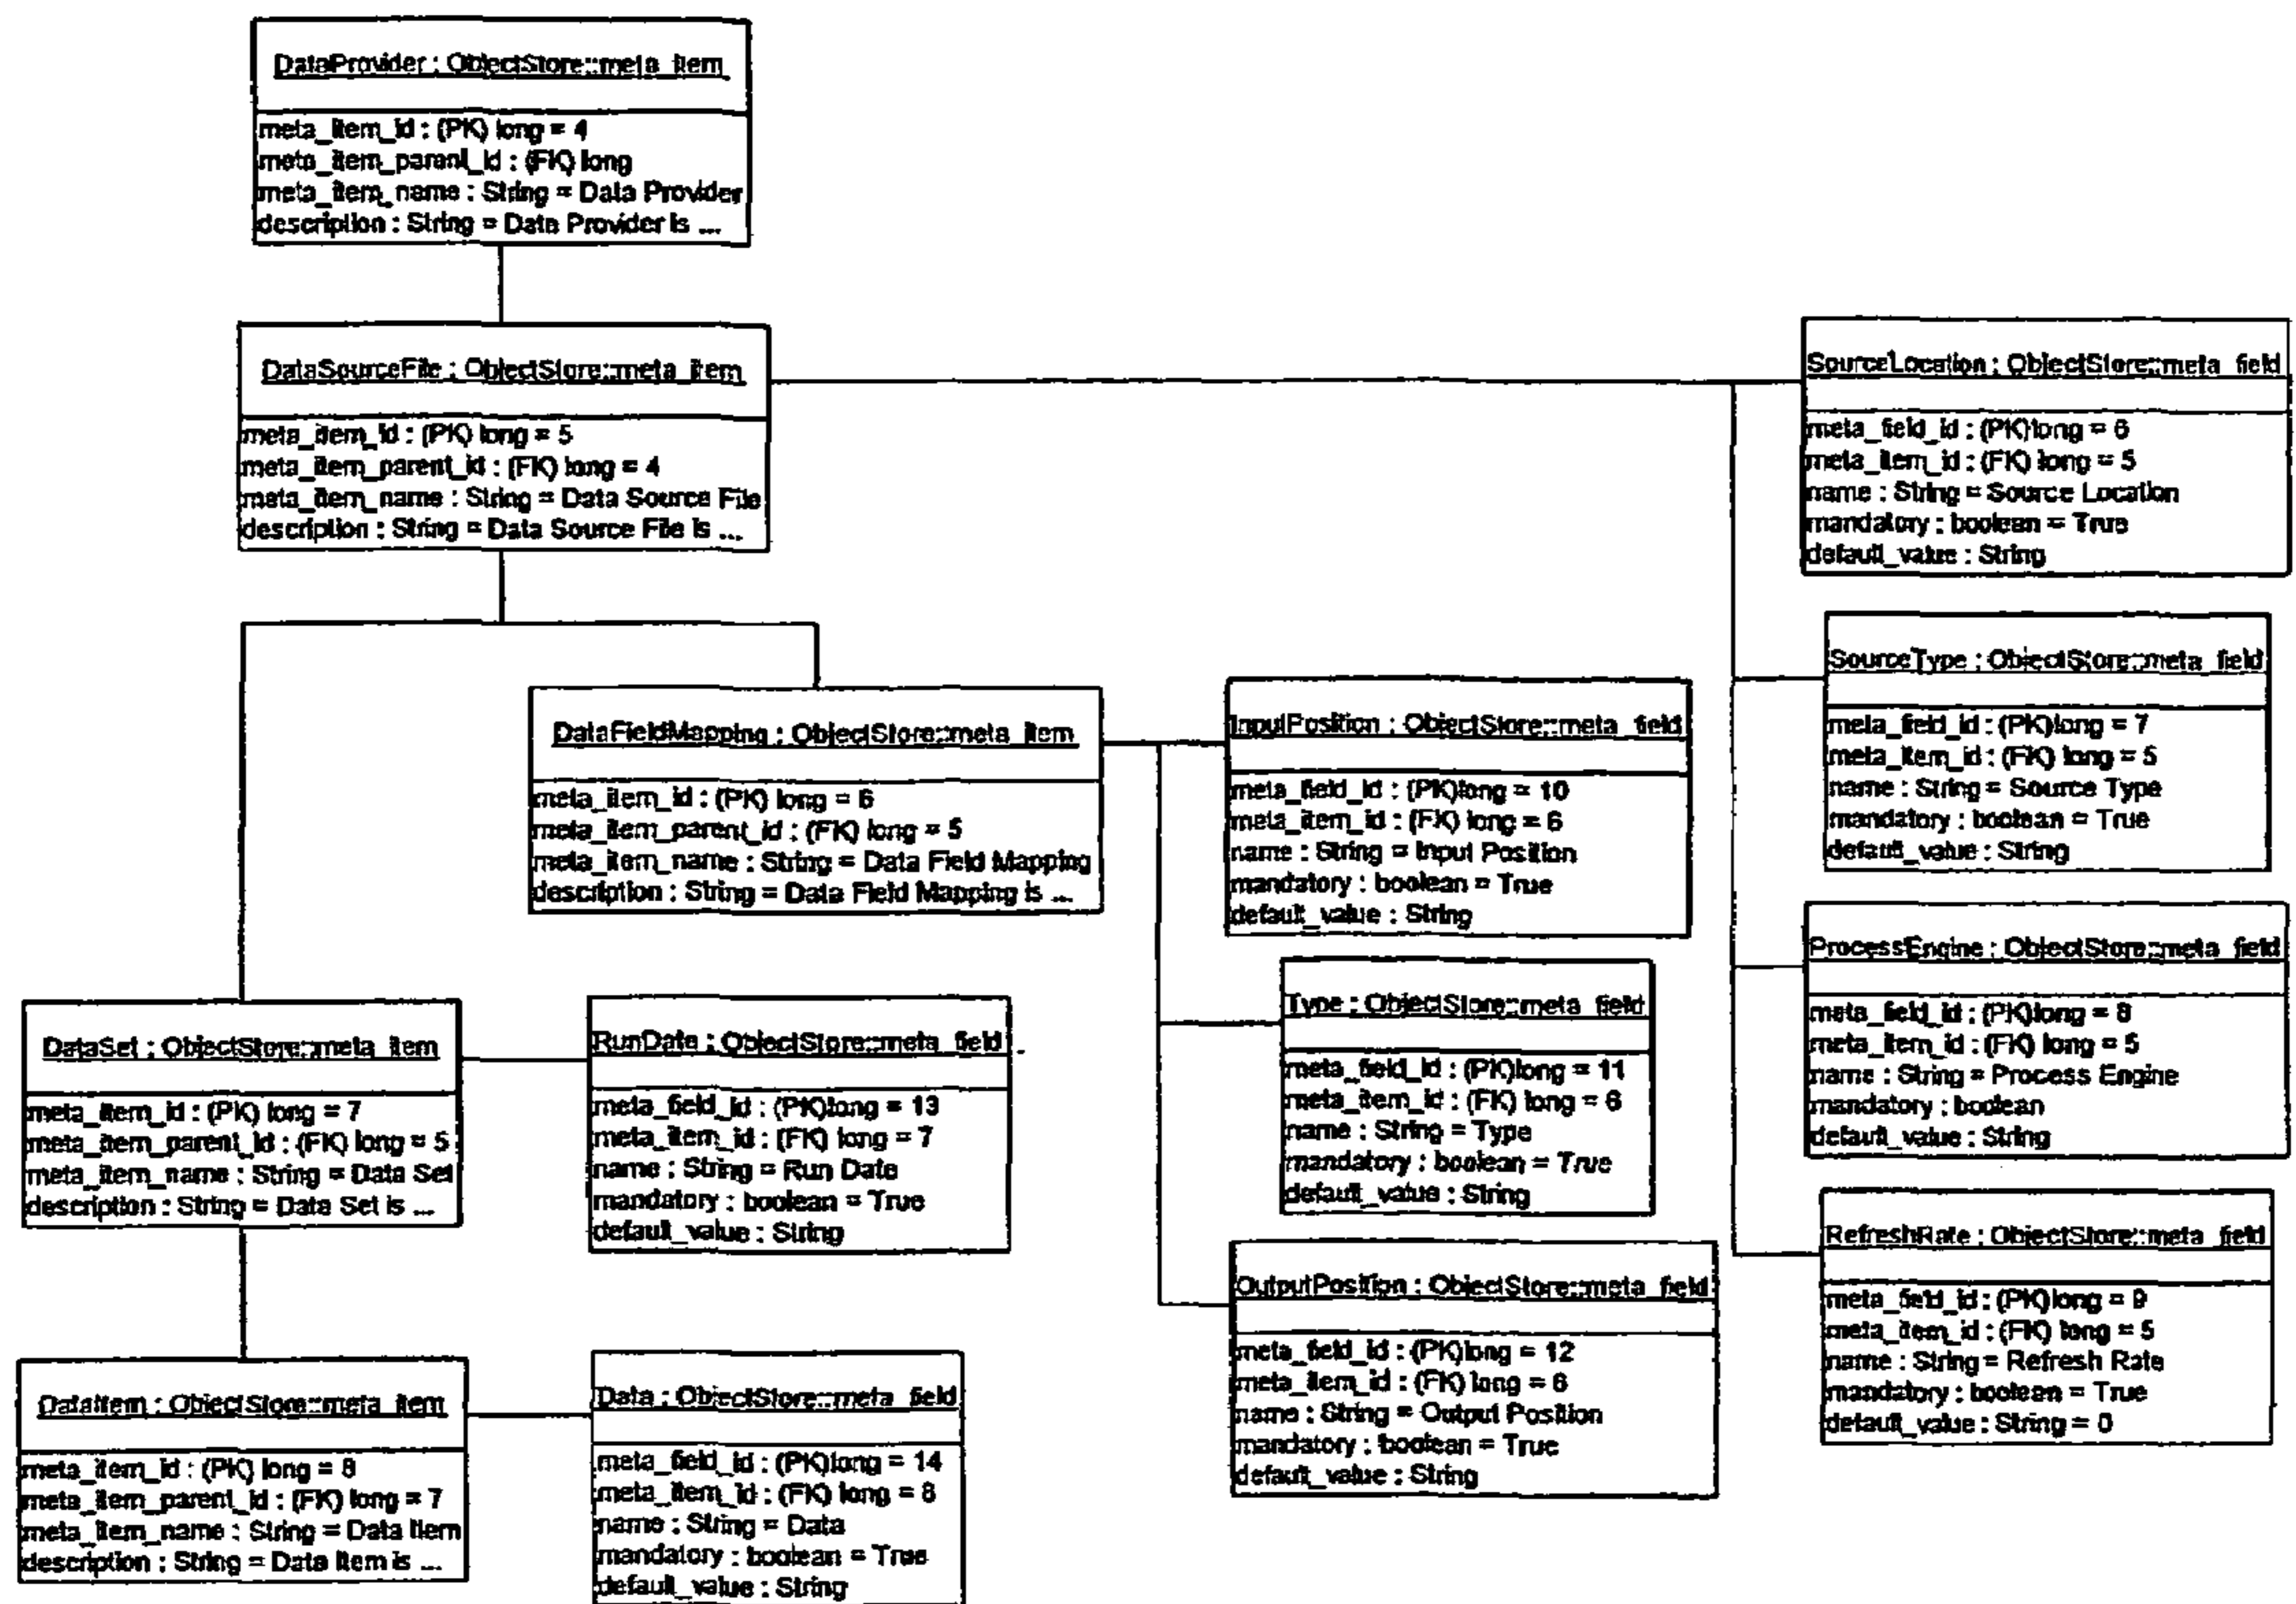 DataProvider : ObjectStore::meta_item
meta_item_id : (PK) long = 4
meta_item_parent_id : (FK) long
meta_item_name : String = Data Provider
description : String = Data Provider is ...
DataSourceFile : ObjectStore::meta_item
meta_item_id : (PK) long = 5
meta_item_parent_id : (FK) long = 4
meta_item_name : String = Data Source File
description : String = Data Source File is ...
SourceLocation : ObjectStore::meta_field
meta_field_id : (PK)long = 6
meta_item_id : (FK) long = 5
name : String = Source Location
mandatory : boolean = True
default_value : String
SourceType : ObjectStore::meta_field
meta_field_id : (PK)long = 7
meta_item_id : (FK) long = 5
name : String = Source Type
mandatory : boolean = True
default_value : String
DataFieldMapping : ObjectStore::meta_item
meta_item_id : (PK) long = 6
meta_item_parent_id : (FK) long = 5
meta_item_name : String = Data Field Mapping
description : String = Data Field Mapping is ...
InputPosition : ObjectStore::meta_field
meta_field_id : (PK)long = 10
meta_item_id : (FK) long = 6
name : String = Input Position
mandatory : boolean = True
default_value : String
ProcessEngine : ObjectStore::meta_field
meta_field_id : (PK)long = 8
meta_item_id : (FK) long = 5
name : String = Process Engine
mandatory : boolean
default_value : String
Type : ObjectStore::meta_field
meta_field_id : (PK)long = 11
meta_item_id : (FK) long = 6
name : String = Type
mandatory : boolean = True
default_value : String
DataSet : ObjectStore::meta_item
meta_item_id : (PK) long = 7
meta_item_parent_id : (FK) long = 5
meta_item_name : String = Data Set
description : String = Data Set is ...
RunDate : ObjectStore::meta_field
meta_field_id : (PK)long = 13
meta_item_id : (FK) long = 7
name : String = Run Date
mandatory : boolean = True
default_value : String
RefreshRate : ObjectStore::meta_field
meta_field_id : (PK)long = 9
meta_item_id : (FK) long = 5
name : String = Refresh Rate
mandatory : boolean = True
default_value : String = 0
OutputPosition : ObjectStore::meta_field
meta_field_id : (PK)long = 12
meta_item_id : (FK) long = 6
name : String = Output Position
mandatory : boolean = True
default_value : String
DataItem : ObjectStore::meta_item
meta_item_id : (PK) long = 8
meta_item_parent_id : (FK) long = 7
meta_item_name : String = Data Item
description : String = Data Item is ...
Data : ObjectStore::meta_field
meta_field_id : (PK)long = 14
meta_item_id : (FK) long = 8
name : String = Data
mandatory : boolean = True
default_value : String